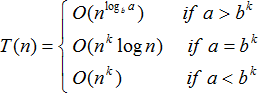 O(n^{log_b a}) if a > b^k
T(n) = { O(n^k log n) if a = b^k
O(n^k) if a < b^k